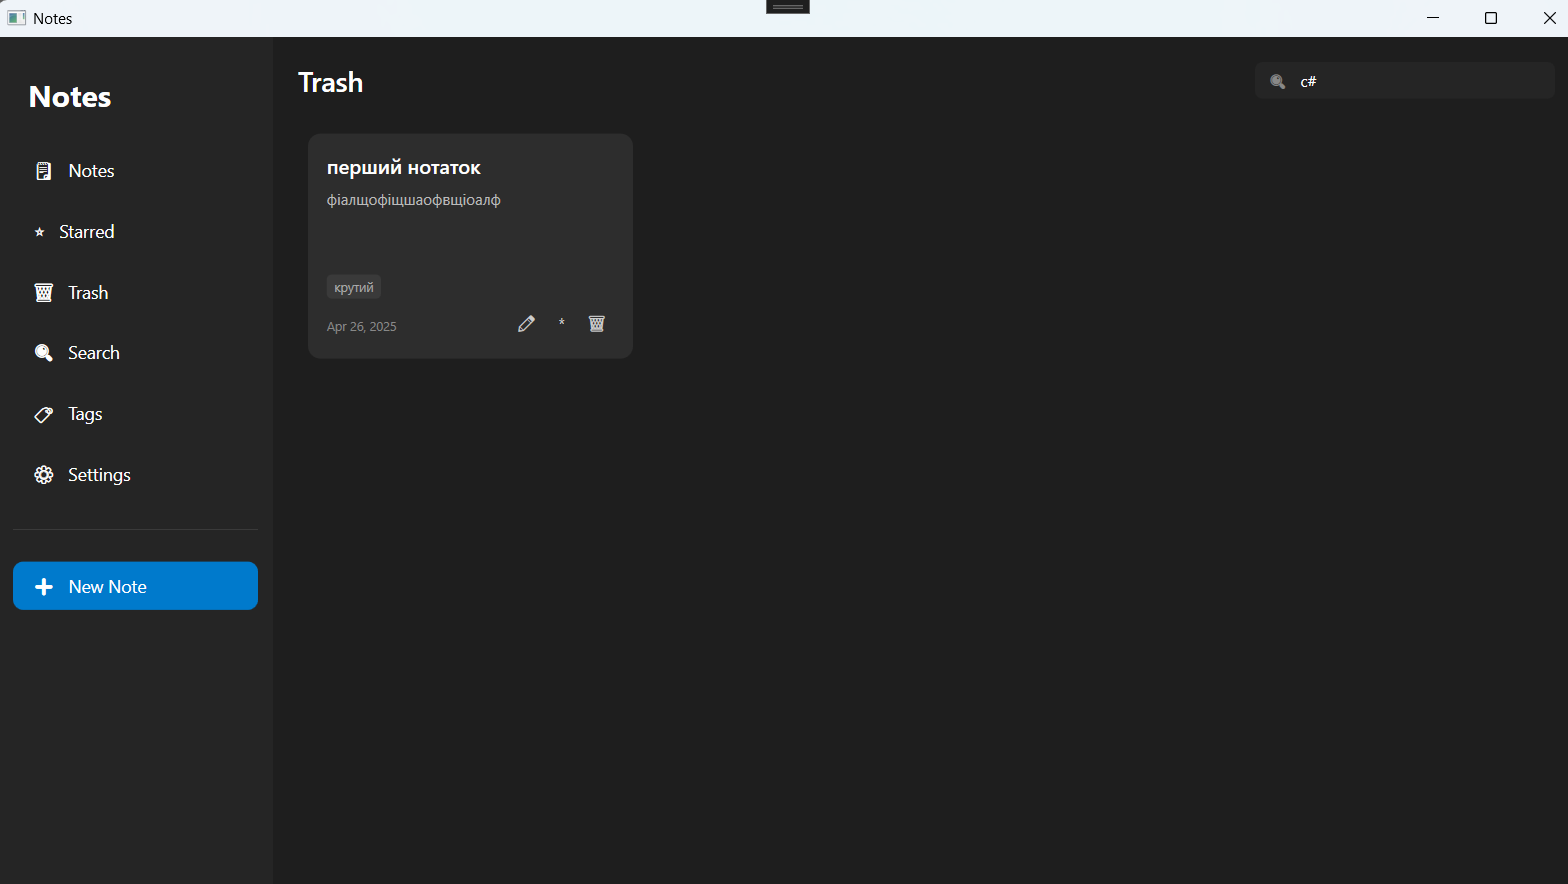 Notes
Notes
Notes
Starred
Trash
Search
Tags
Settings
New Note
Trash
c#
перший нотаток
фіалщофіщшаофвщіоалф
крутий
Apr 26, 2025